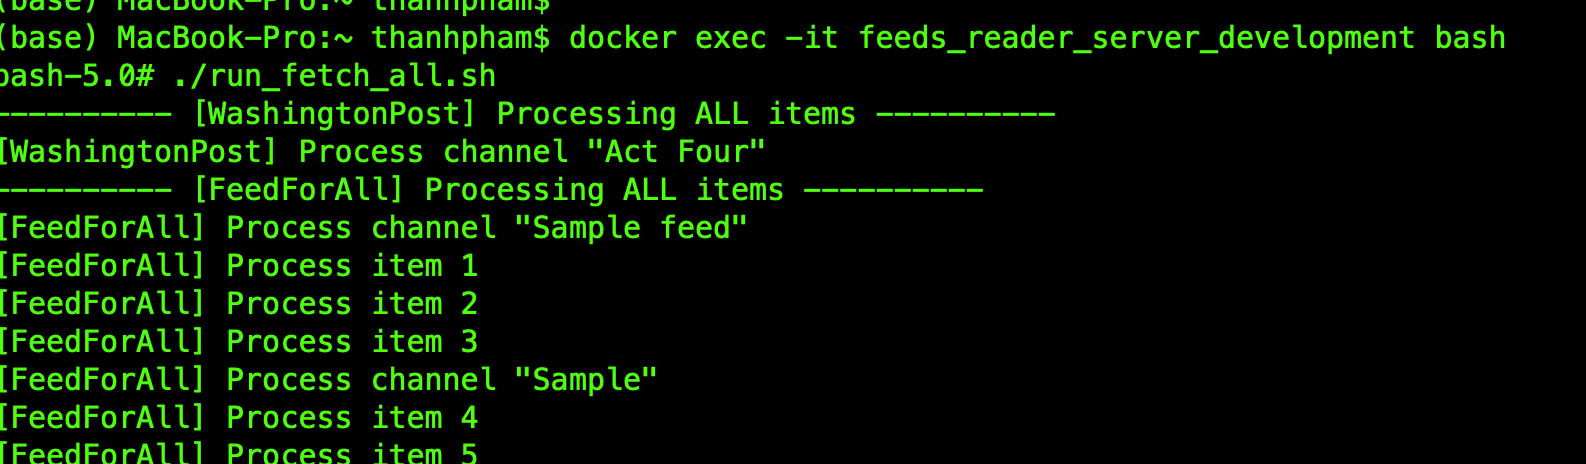 (base) MacBook-Pro:~ thanhpham$
(base) MacBook-Pro:~ thanhpham$ docker exec -it feeds_reader_server_development bash
bash-5.0# ./run_fetch_all.sh
---------- [WashingtonPost] Processing ALL items ----------
[WashingtonPost] Process channel "Act Four"
---------- [FeedForAll] Processing ALL items ----------
[FeedForAll] Process channel "Sample feed"
[FeedForAll] Process item 1
[FeedForAll] Process item 2
[FeedForAll] Process item 3
[FeedForAll] Process channel "Sample"
[FeedForAll] Process item 4
[FeedForAll] Process item 5